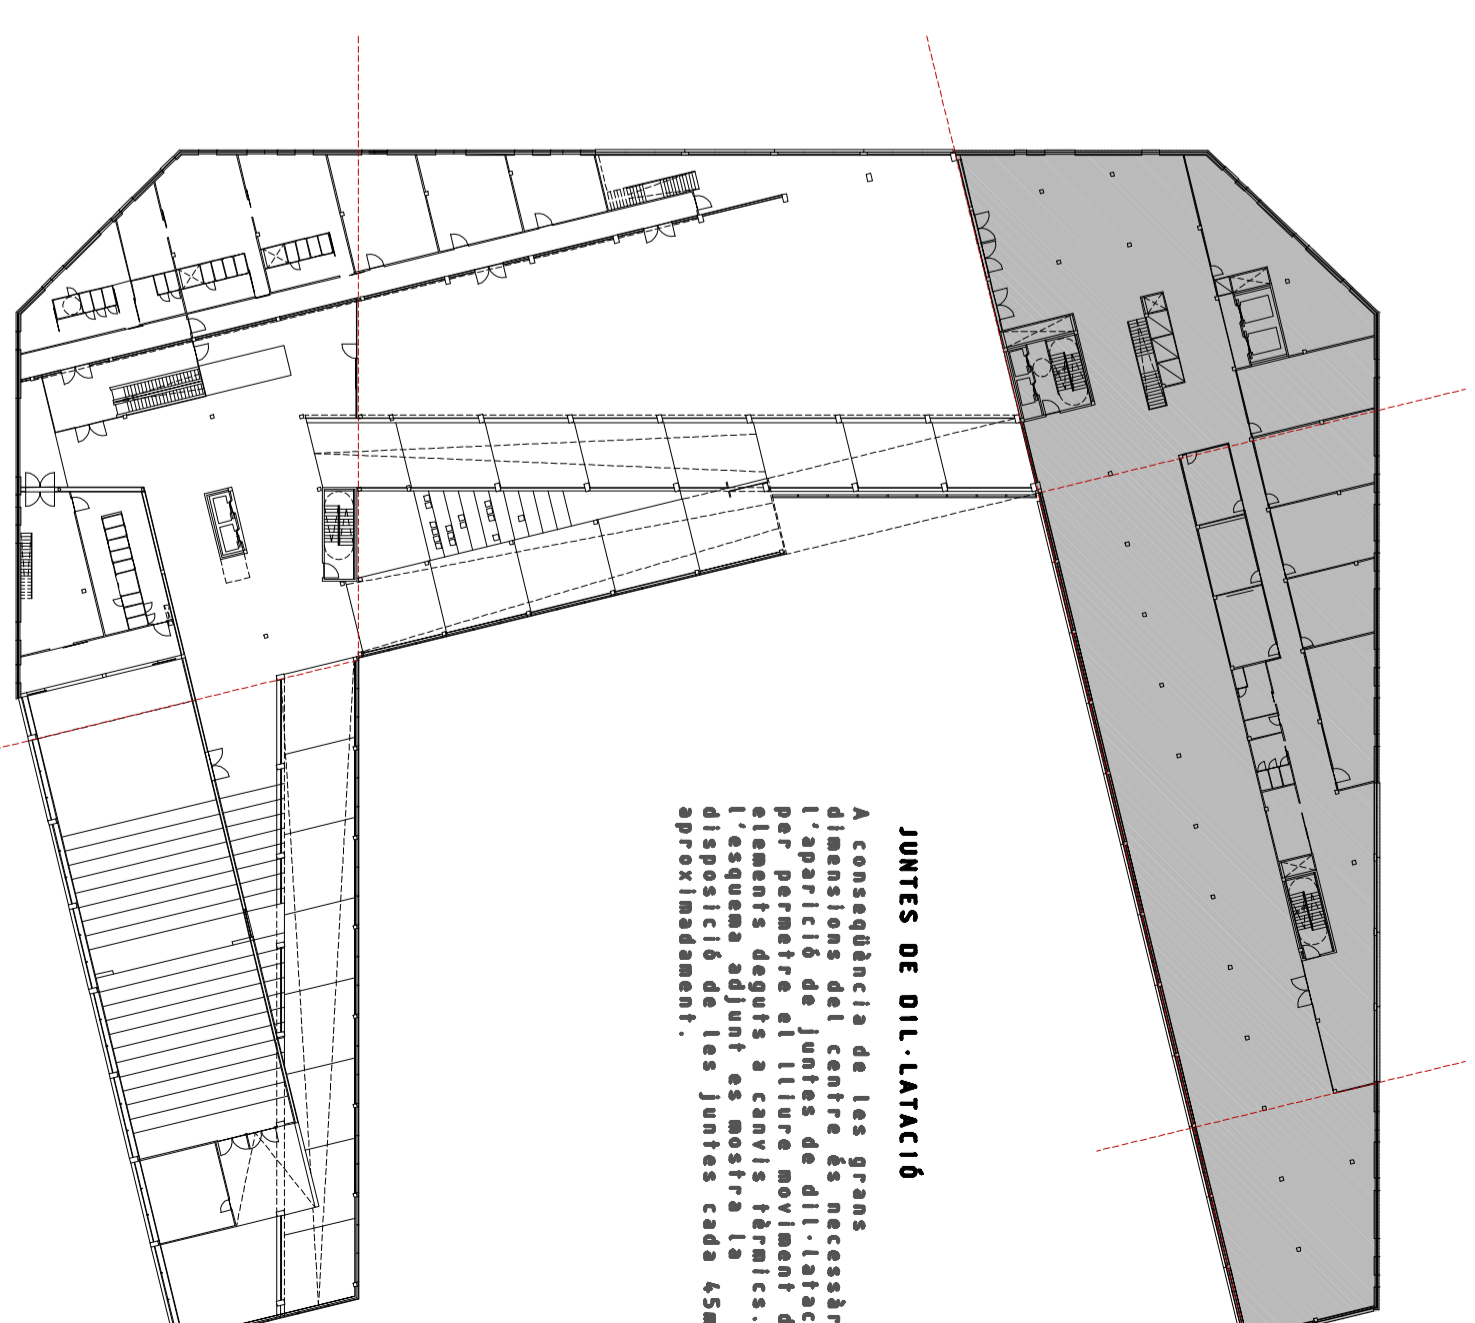 JUNTES DE DIL·LATACIÓ
A conseqüència de les grans
dimensions del centre és necessàr
l'aparició de juntes de dil·latac
per permetre el lliure moviment d
elements deguts a canvis tèrmics.
l'esquema adjunt es mostra la
disposició de les juntes cada 45m
aproximadament.